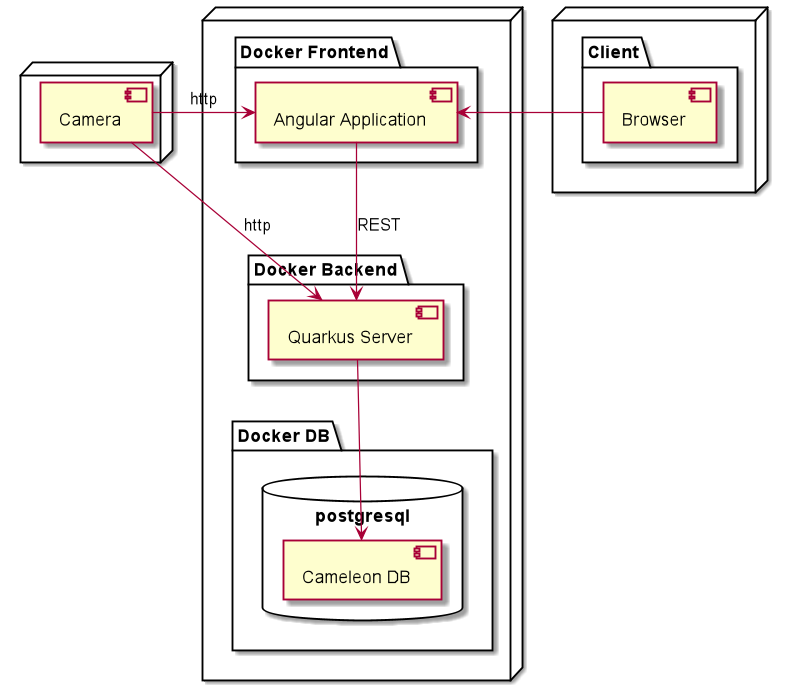 Docker Frontend
Client
Camera
http
Angular Application
Browser
http
REST
Docker Backend
Quarkus Server
Docker DB
postgresql
Cameleon DB